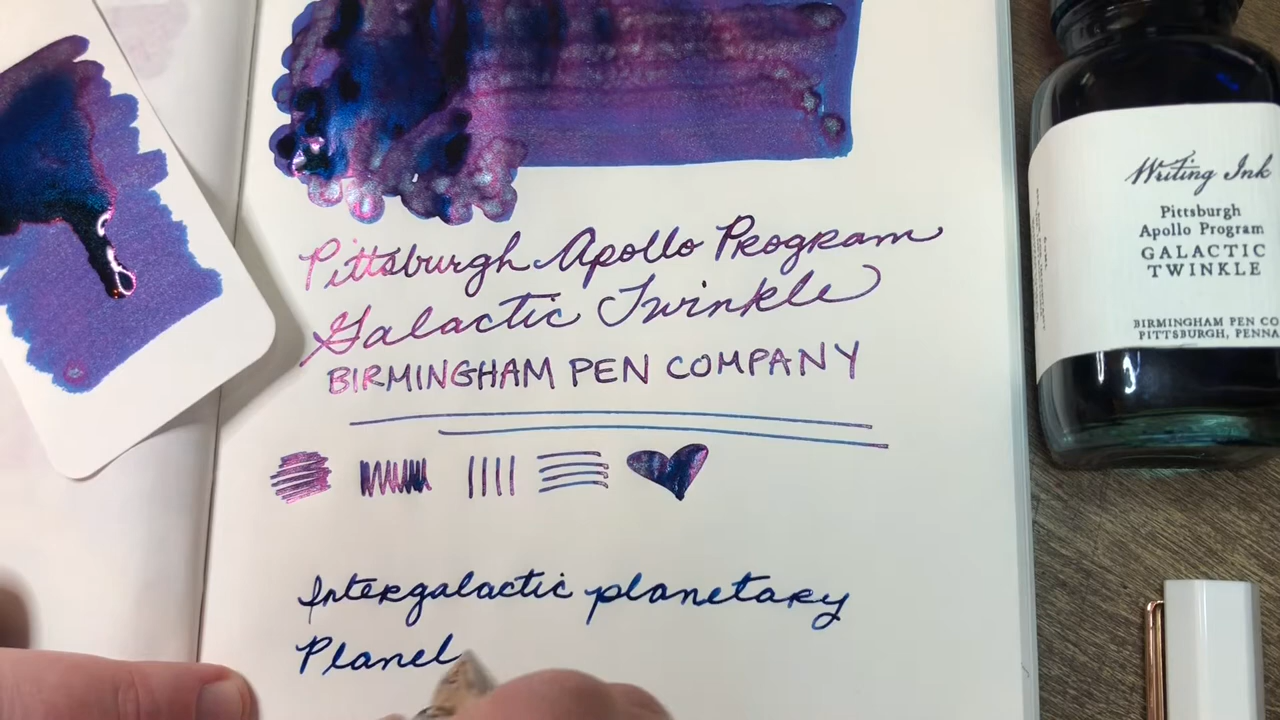 Pittsburgh Apollo Program
Galactic Twinkle
BIRMINGHAM PEN COMPANY
Intergalactic planetary
Planet
Writing Ink
Pittsburgh
Apollo Program
GALACTIC
TWINKLE
BIRMINGHAM PEN CO
PITTSBURGH, PENNA